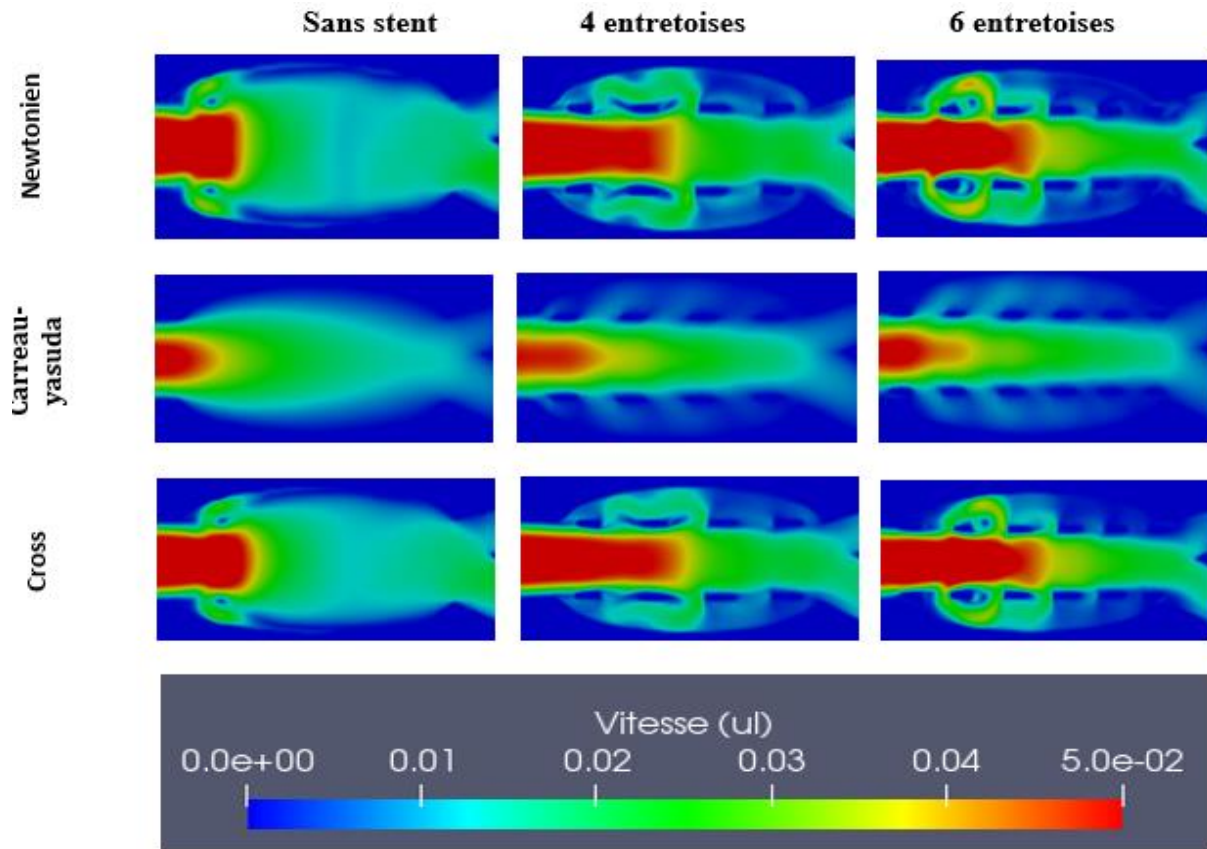 Sans stent 4 entretoises 6 entretoises
Newtonien
Carreau-
yasuda
Cross
Vitesse (ul)
0.0e+00 0.01 0.02 0.03 0.04 5.0e-02